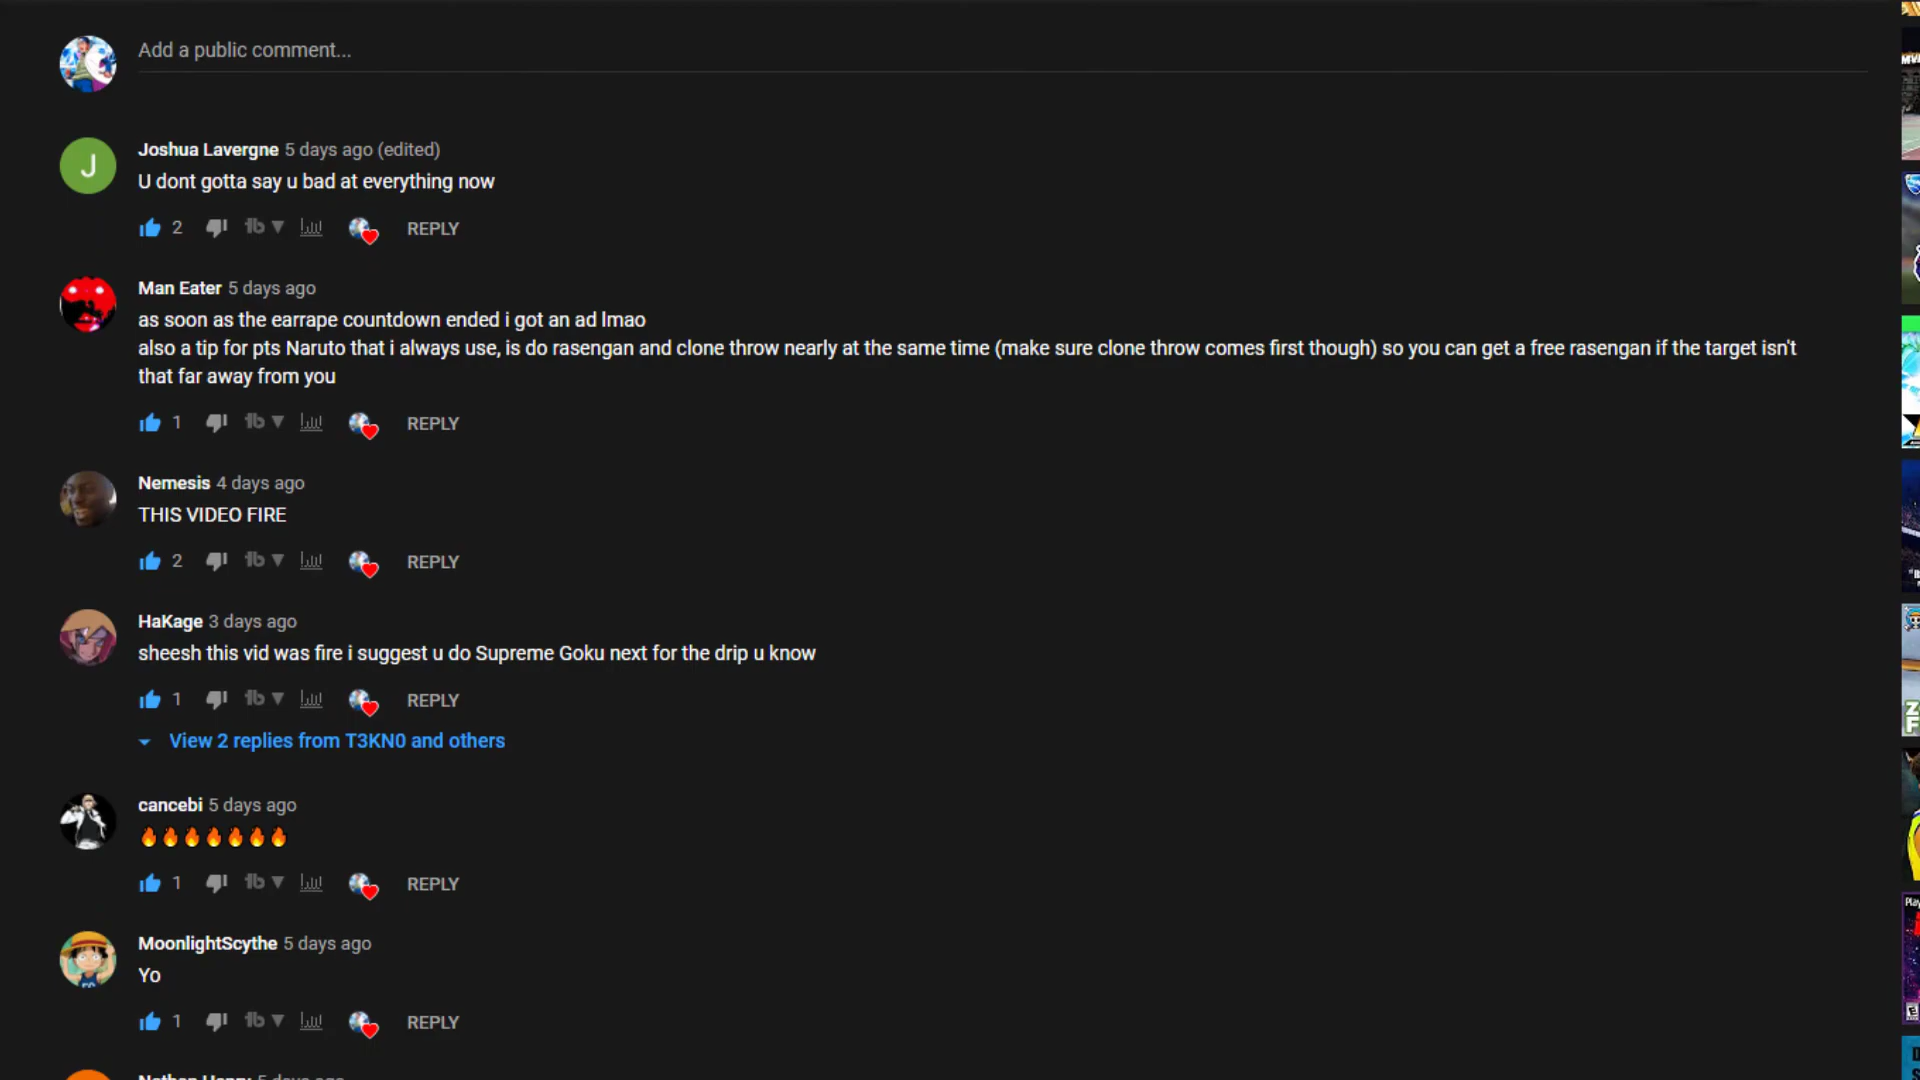 Add a public comment...
J
Joshua Lavergne 5 days ago (edited)
U dont gotta say u bad at everything now
2 REPLY
Man Eater 5 days ago
as soon as the earrape countdown ended i got an ad lmao
also a tip for pts Naruto that i always use, is do rasengan and clone throw nearly at the same time (make sure clone throw comes first though) so you can get a free rasengan if the target isn't
that far away from you
1 REPLY
Nemesis 4 days ago
THIS VIDEO FIRE
2 REPLY
HaKage 3 days ago
sheesh this vid was fire i suggest u do Supreme Goku next for the drip u know
1 REPLY
View 2 replies from T3KN0 and others
cancebi 5 days ago
🔥🔥🔥🔥🔥🔥🔥
1 REPLY
MoonlightScythe 5 days ago
Yo
1 REPLY